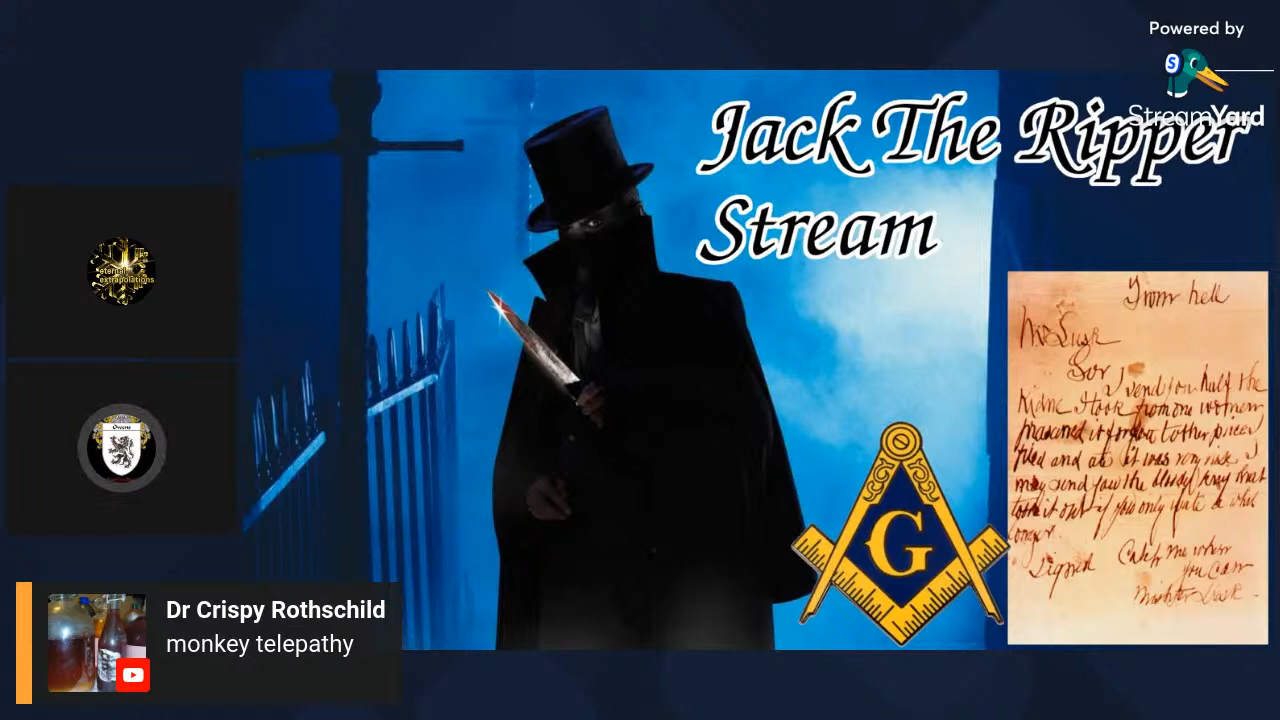 Powered by
StreamYard
Jack The Ripper
Stream
eternal
extrapolations
Owens
G
From hell
Mr Lusk
Sor
I send you half the
Kidne I took from one women
prasarved it for you tother piece I
fried and ate it was very nise I
may send you the bloody knif that
took it out if you only wate a whil
longer
signed
Catch me when
you can
Mishter Lusk
Dr Crispy Rothschild
monkey telepathy